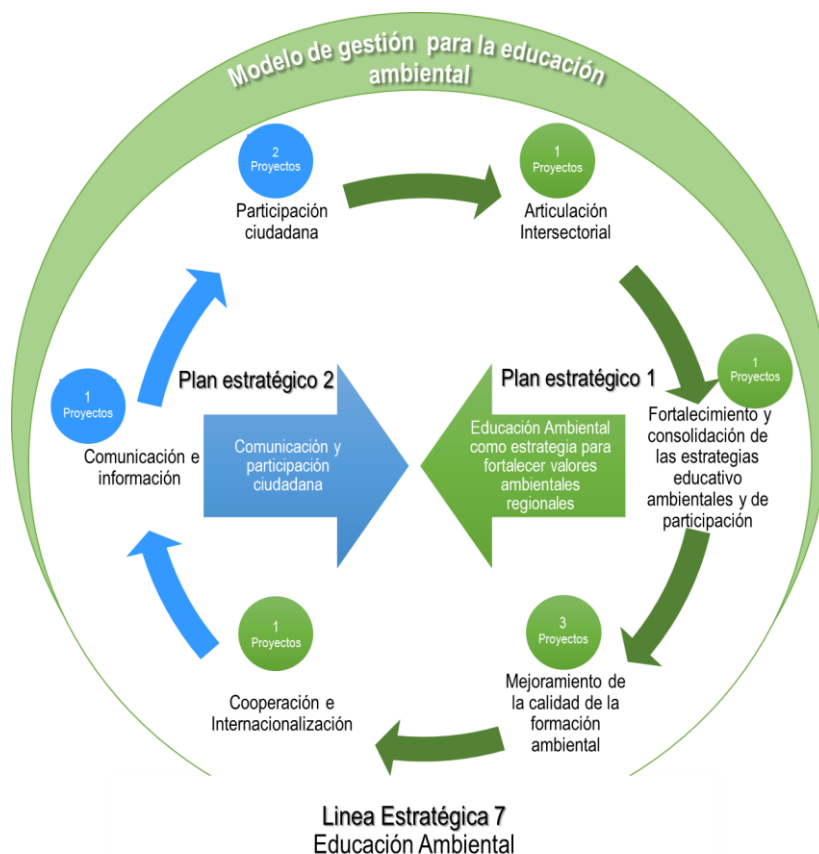 Modelo de gestión para la educación
ambiental
2
Proyectos
Participación
ciudadana
1
Proyectos
Articulación
Intersectorial
1
Proyectos
Fortalecimiento y
consolidación de
las estrategias
educativo
ambientales y de
participación
3
Proyectos
Mejoramiento de
la calidad de la
formación
ambiental
1
Proyectos
Cooperación e
Internacionalización
1
Proyectos
Comunicación e
información
Plan estratégico 2
Comunicación y
participación
ciudadana
Plan estratégico 1
Educación Ambiental
como estrategia para
fortalecer valores
ambientales
regionales
Linea Estratégica 7
Educación Ambiental